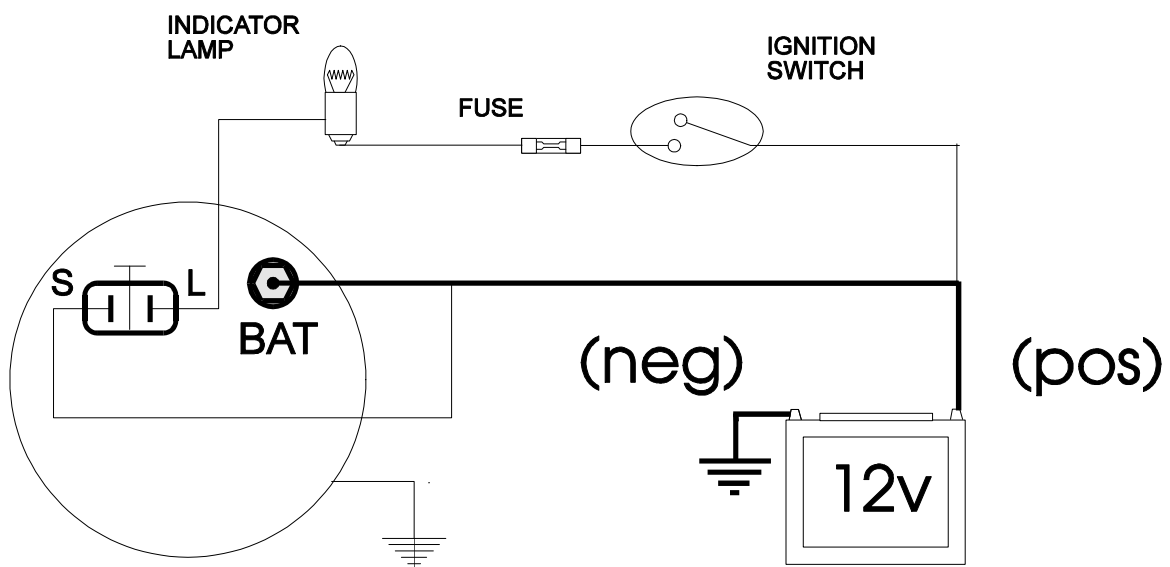 INDICATOR
LAMP
IGNITION
SWITCH
FUSE
S
L
BAT
(neg)
(pos)
12v